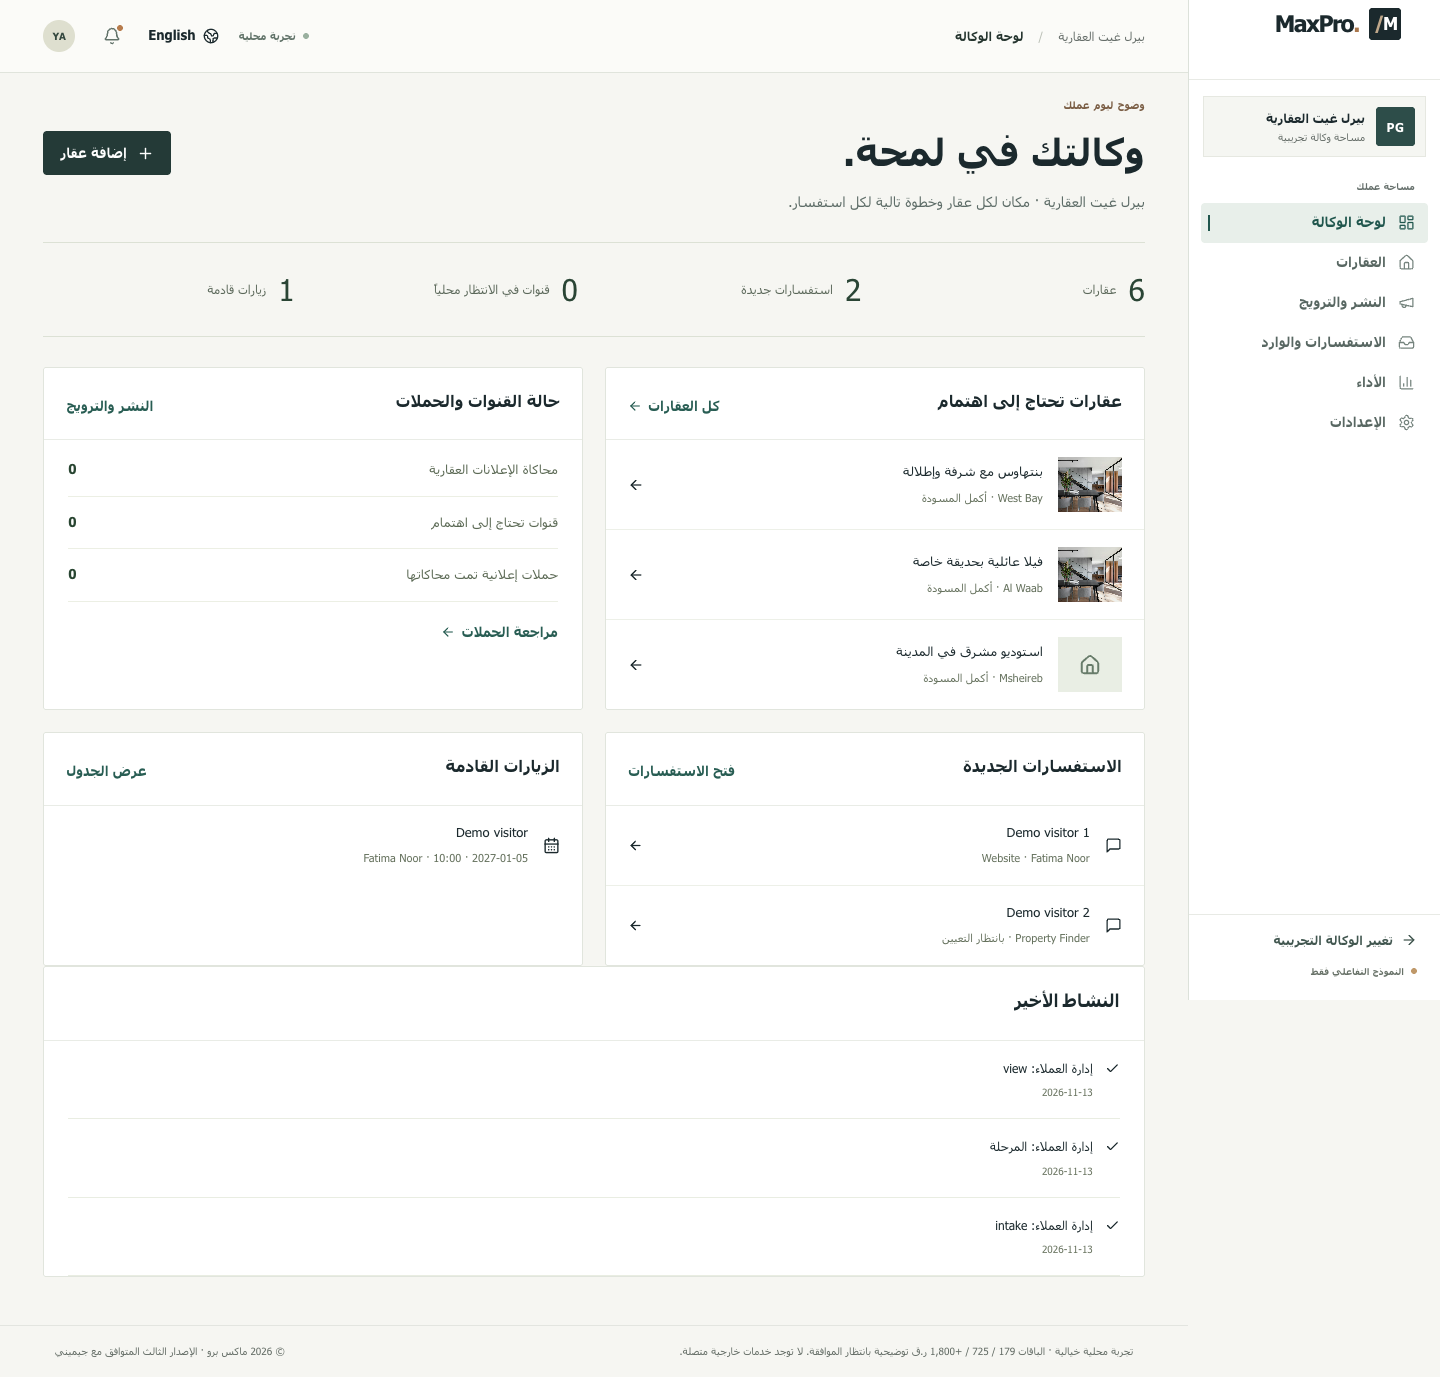 /M MaxPro.
PG
بيرل غيت العقارية
مساحة وكالة تجريبية
مساحة عملك
لوحة الوكالة
العقارات
النشر والترويج
الاستفسارات والوارد
الأداء
الإعدادات
تغيير الوكالة التجريبية
النموذج التفاعلي فقط
بيرل غيت العقارية / لوحة الوكالة
تجربة محلية
English
YA
وضوح ليوم عملك
وكالتك في لمحة.
إضافة عقار
بيرل غيت العقارية · مكان لكل عقار وخطوة تالية لكل استفسار.
6 عقارات
2 استفسارات جديدة
0 قنوات في الانتظار محلياً
1 زيارات قادمة
عقارات تحتاج إلى اهتمام
كل العقارات
بنتهاوس مع شرفة وإطلالة
West Bay · أكمل المسودة
فيلا عائلية بحديقة خاصة
Al Waab · أكمل المسودة
استوديو مشرق في المدينة
Msheireb · أكمل المسودة
حالة القنوات والحملات
النشر والترويج
محاكاة الإعلانات العقارية 0
قنوات تحتاج إلى اهتمام 0
حملات إعلانية تمت محاكاتها 0
مراجعة الحملات
الاستفسارات الجديدة
فتح الاستفسارات
Demo visitor 1
Website · Fatima Noor
Demo visitor 2
Property Finder · بانتظار التعيين
الزيارات القادمة
عرض الجدول
Demo visitor
2027-01-05 · 10:00 · Fatima Noor
النشاط الأخير
إدارة العملاء: view
2026-11-13
إدارة العملاء: المرحلة
2026-11-13
إدارة العملاء: intake
2026-11-13
تجربة محلية خيالية · الباقات 179 / 725 / +1,800 ر.ق توضيحية بانتظار الموافقة. لا توجد خدمات خارجية متصلة.
© 2026 ماكس برو · الإصدار الثالث المتوافق مع جيميني